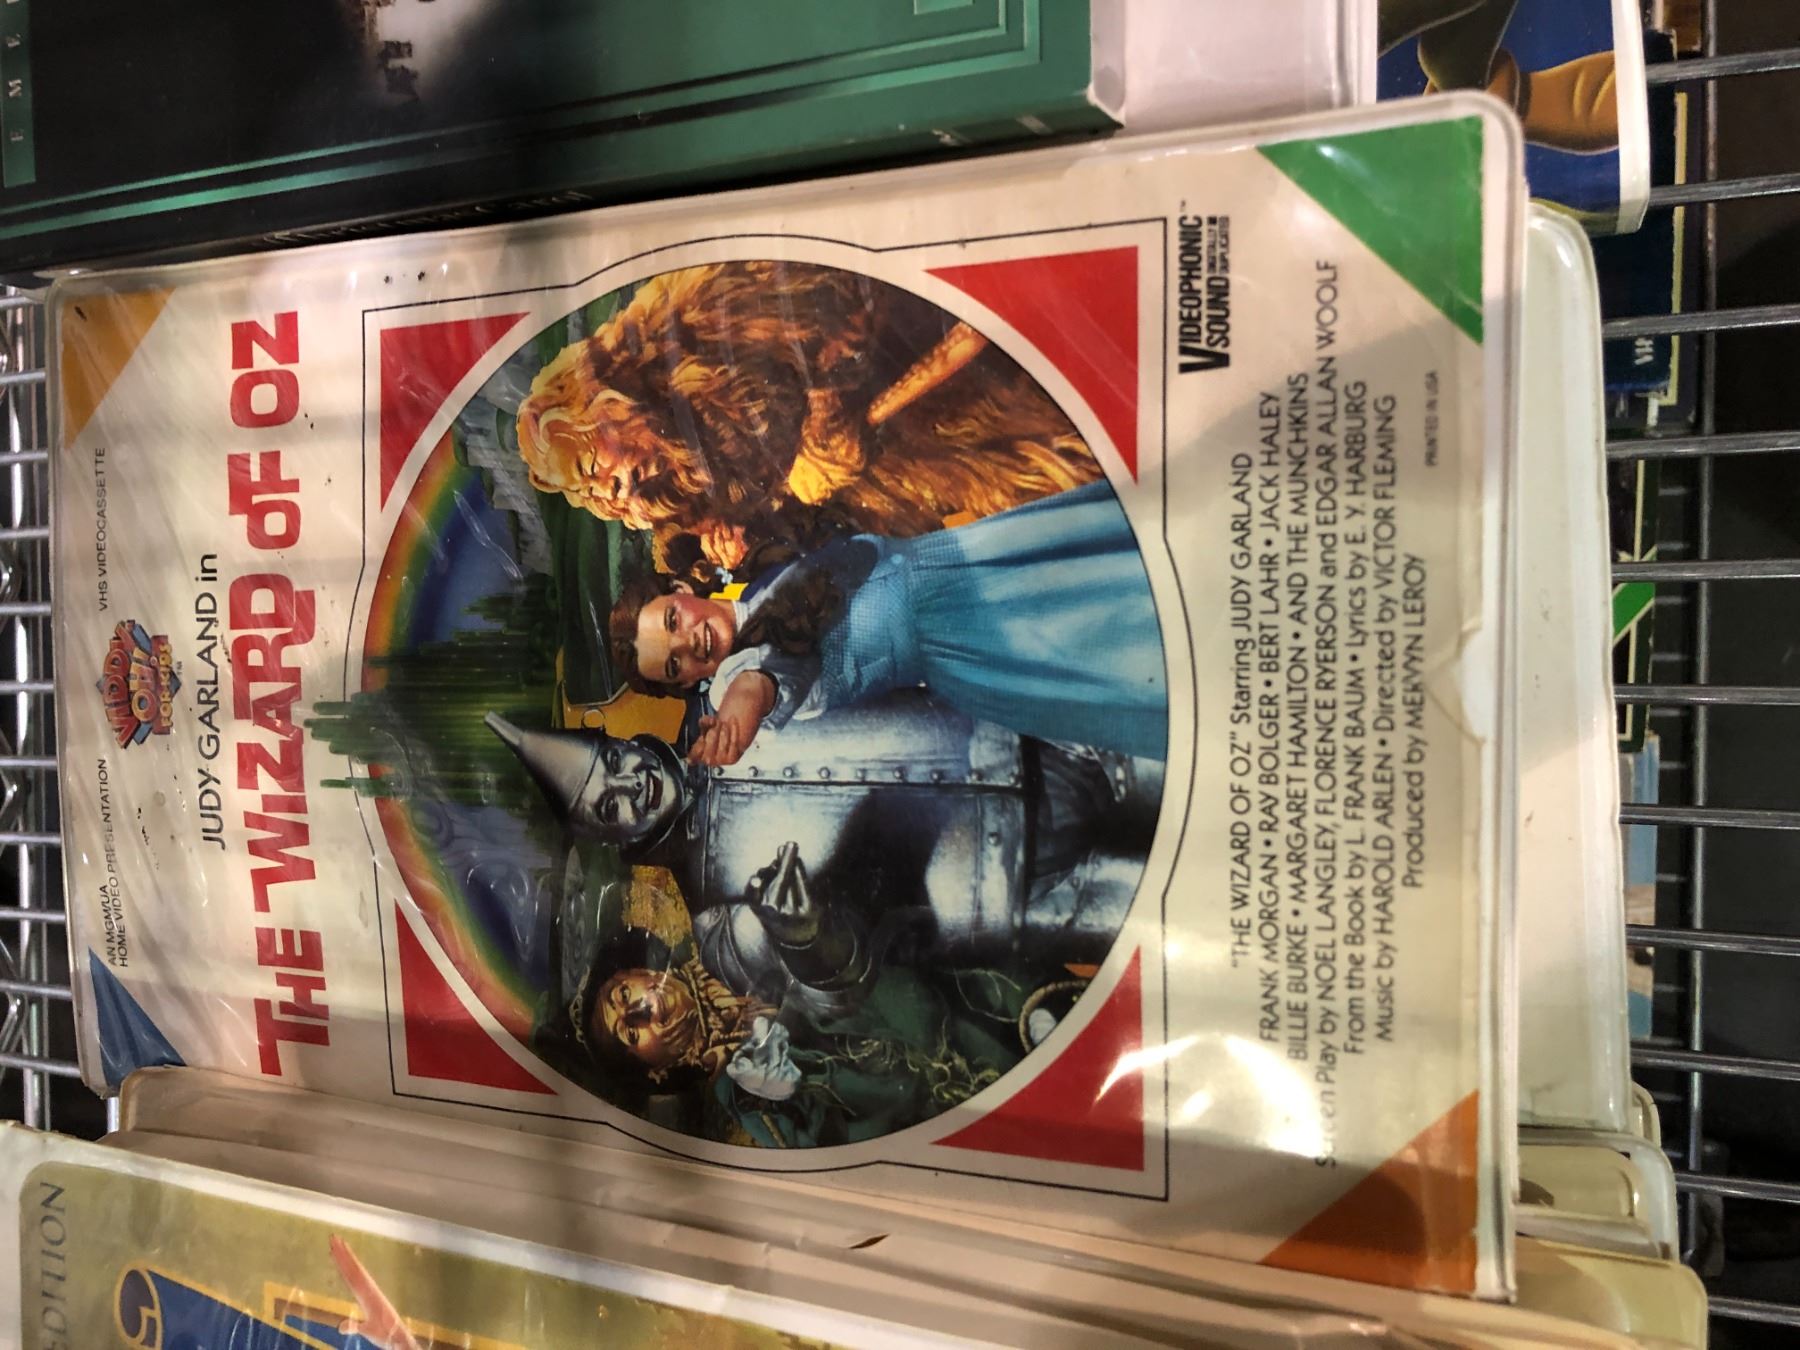 AN MGM/UA
HOME VIDEO PRESENTATION
VIDDY
OH!
FOR KIDS™
VHS VIDEOCASSETTE
JUDY GARLAND in
THE WiZARD OF OZ
VIDEOPHONIC™
SOUND DIGITALLY DUPLICATED
"THE WIZARD OF OZ" Starring JUDY GARLAND
FRANK MORGAN • RAY BOLGER • BERT LAHR • JACK HALEY
BILLIE BURKE • MARGARET HAMILTON • AND THE MUNCHKINS
Screen Play by NOEL LANGLEY, FLORENCE RYERSON and EDGAR ALLAN WOOLF
From the Book by L. FRANK BAUM • Lyrics by E. Y. HARBURG
Music by HAROLD ARLEN • Directed by VICTOR FLEMING
Produced by MERVYN LEROY
PRINTED IN USA
EDITION